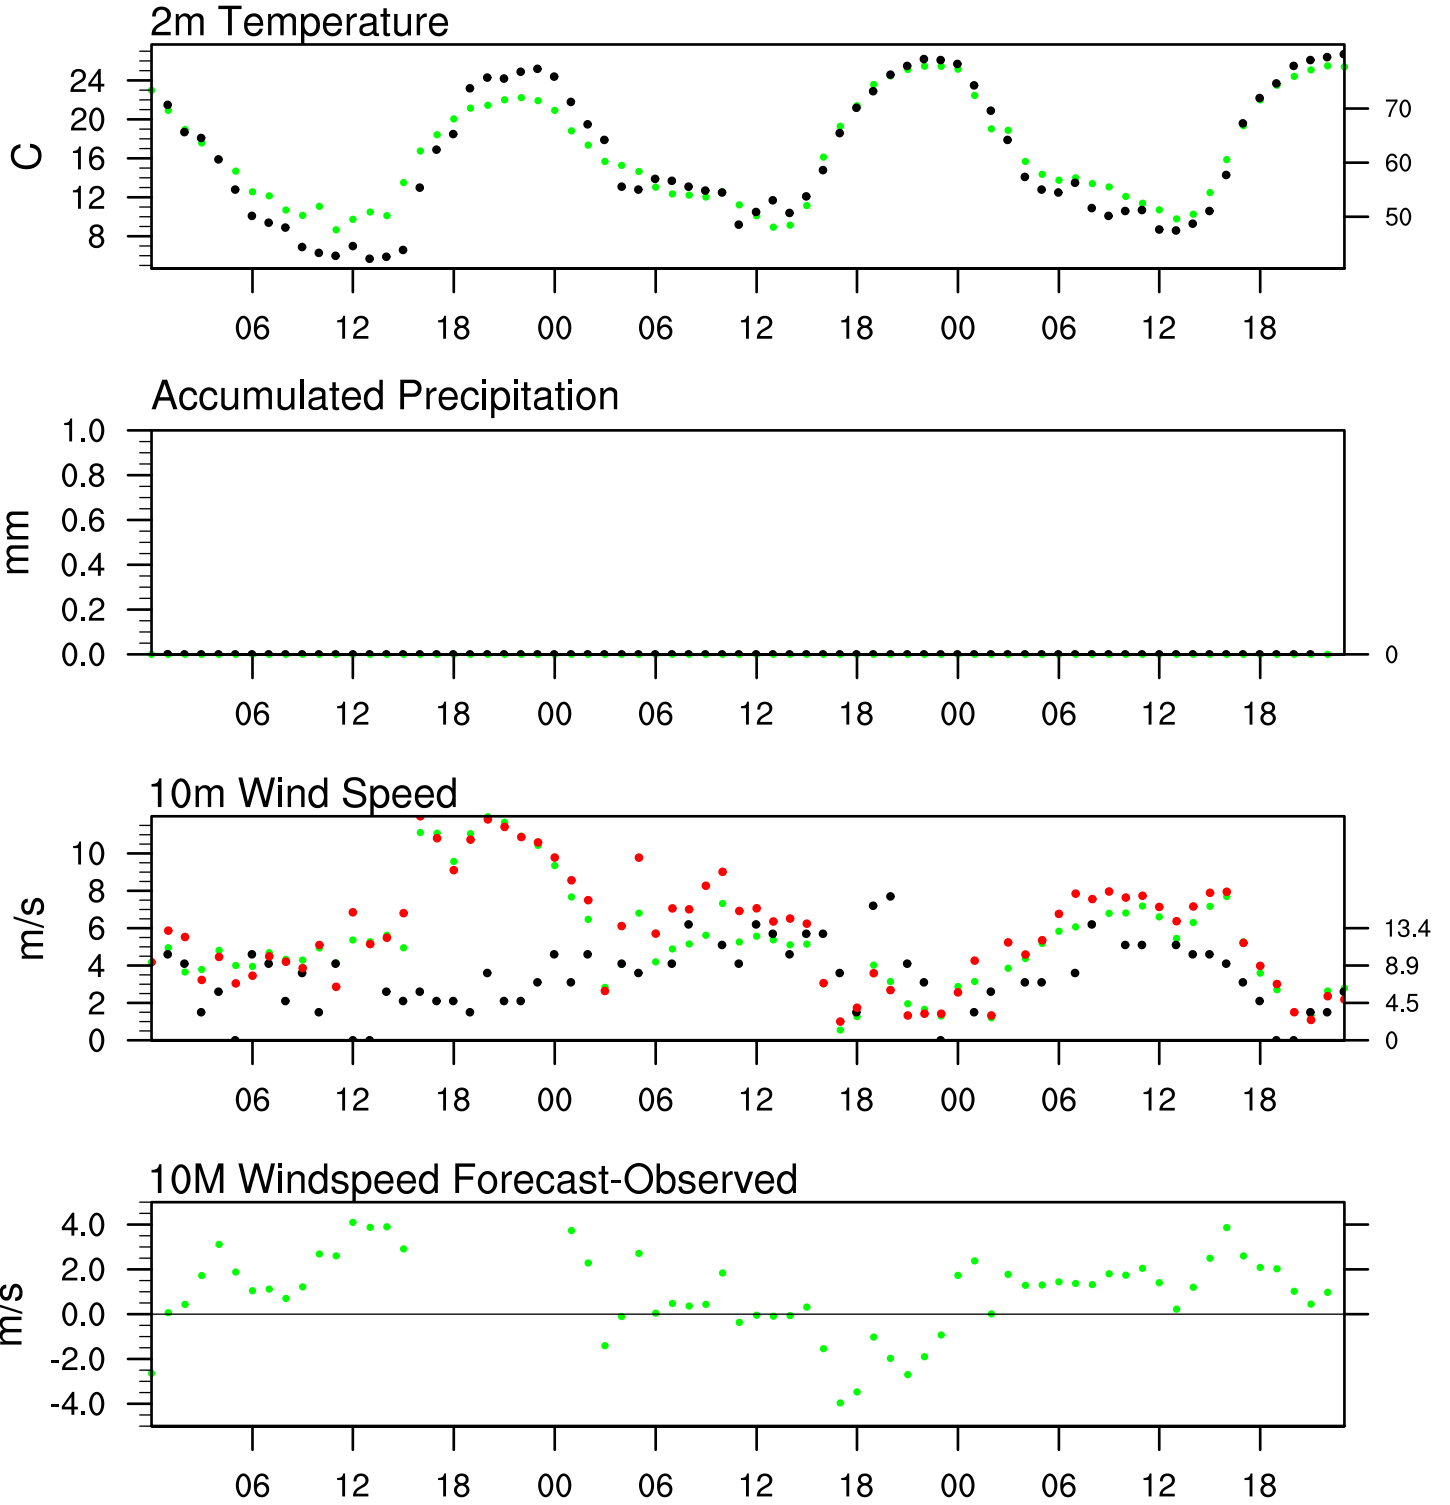 2m Temperature
C
24
20
16
12
8
70
60
50
06 12 18 00 06 12 18 00 06 12 18
Accumulated Precipitation
mm
1.0
0.8
0.6
0.4
0.2
0.0
0
06 12 18 00 06 12 18 00 06 12 18
10m Wind Speed
m/s
10
8
6
4
2
0
13.4
8.9
4.5
0
06 12 18 00 06 12 18 00 06 12 18
10M Windspeed Forecast-Observed
m/s
4.0
2.0
0.0
-2.0
-4.0
06 12 18 00 06 12 18 00 06 12 18